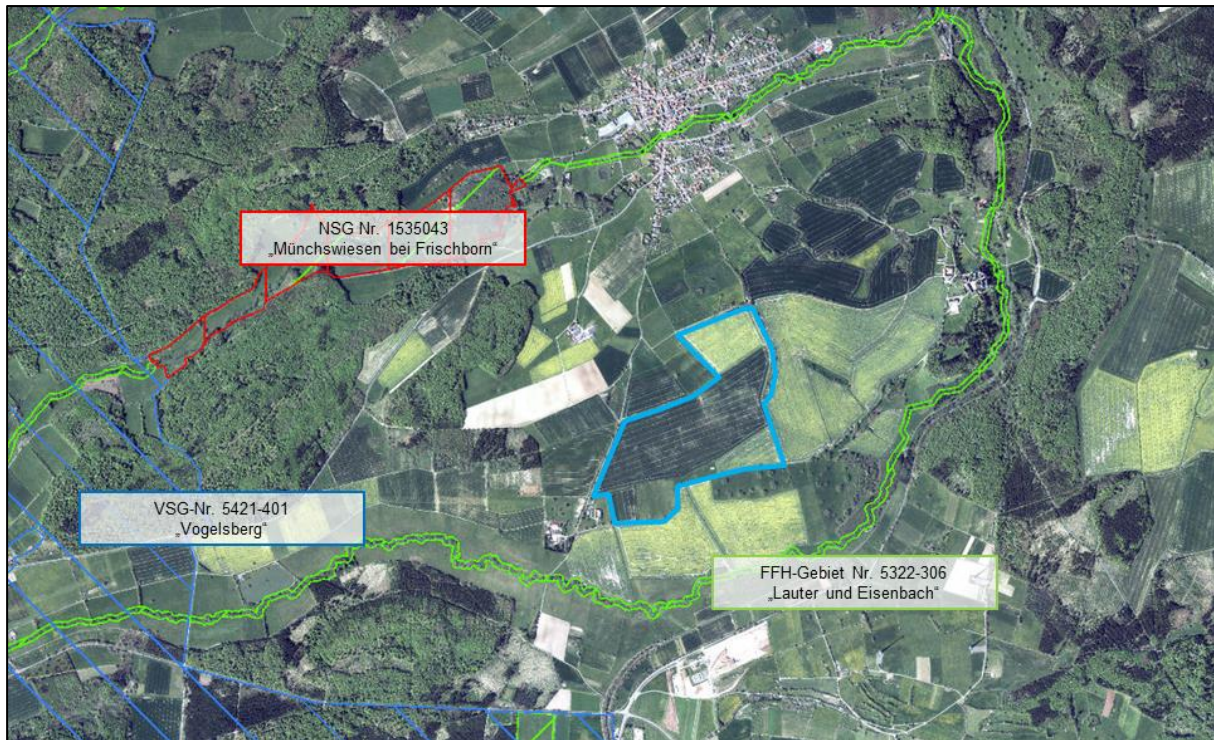 NSG Nr. 1535043
„Münchswiesen bei Frischborn“
VSG-Nr. 5421-401
„Vogelsberg“
FFH-Gebiet Nr. 5322-306
„Lauter und Eisenbach“